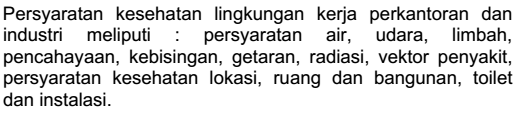 Persyaratan kesehatan lingkungan kerja perkantoran dan
industri meliputi : persyaratan air, udara, limbah,
pencahayaan, kebisingan, getaran, radiasi, vektor penyakit,
persyaratan kesehatan lokasi, ruang dan bangunan, toilet
dan instalasi.